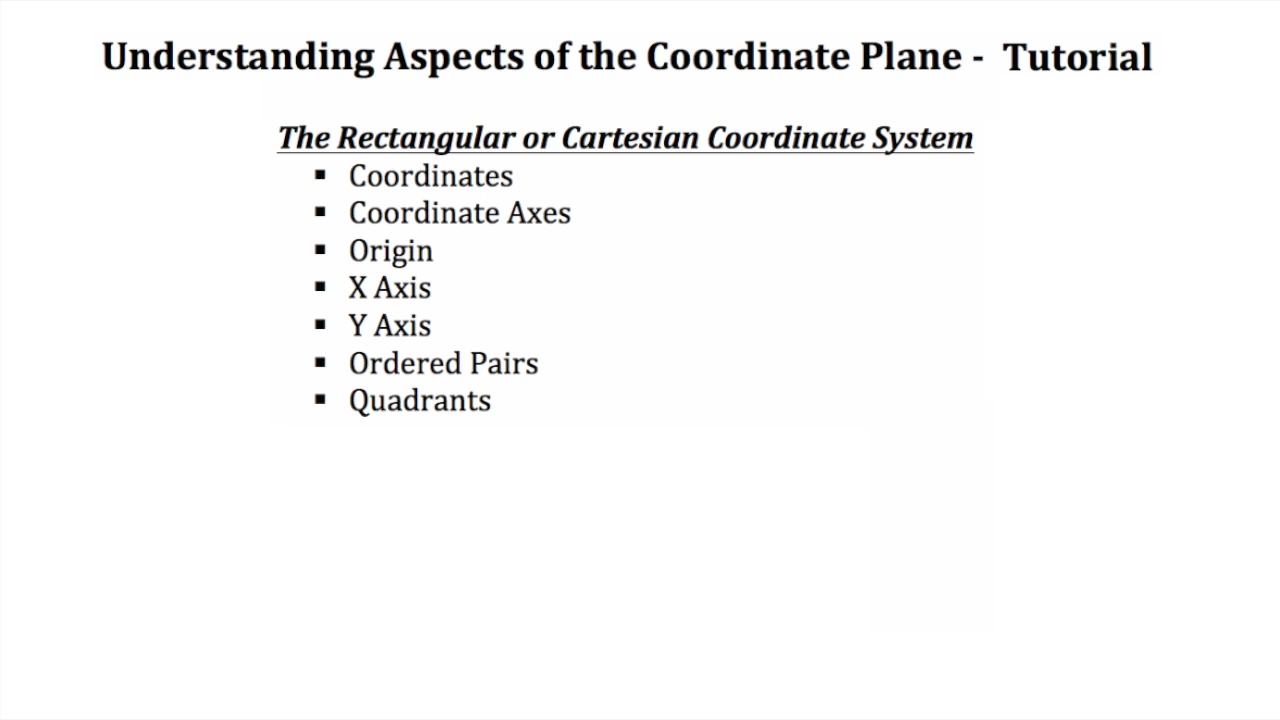 Understanding Aspects of the Coordinate Plane - Tutorial
The Rectangular or Cartesian Coordinate System
▪ Coordinates
▪ Coordinate Axes
▪ Origin
▪ X Axis
▪ Y Axis
▪ Ordered Pairs
▪ Quadrants